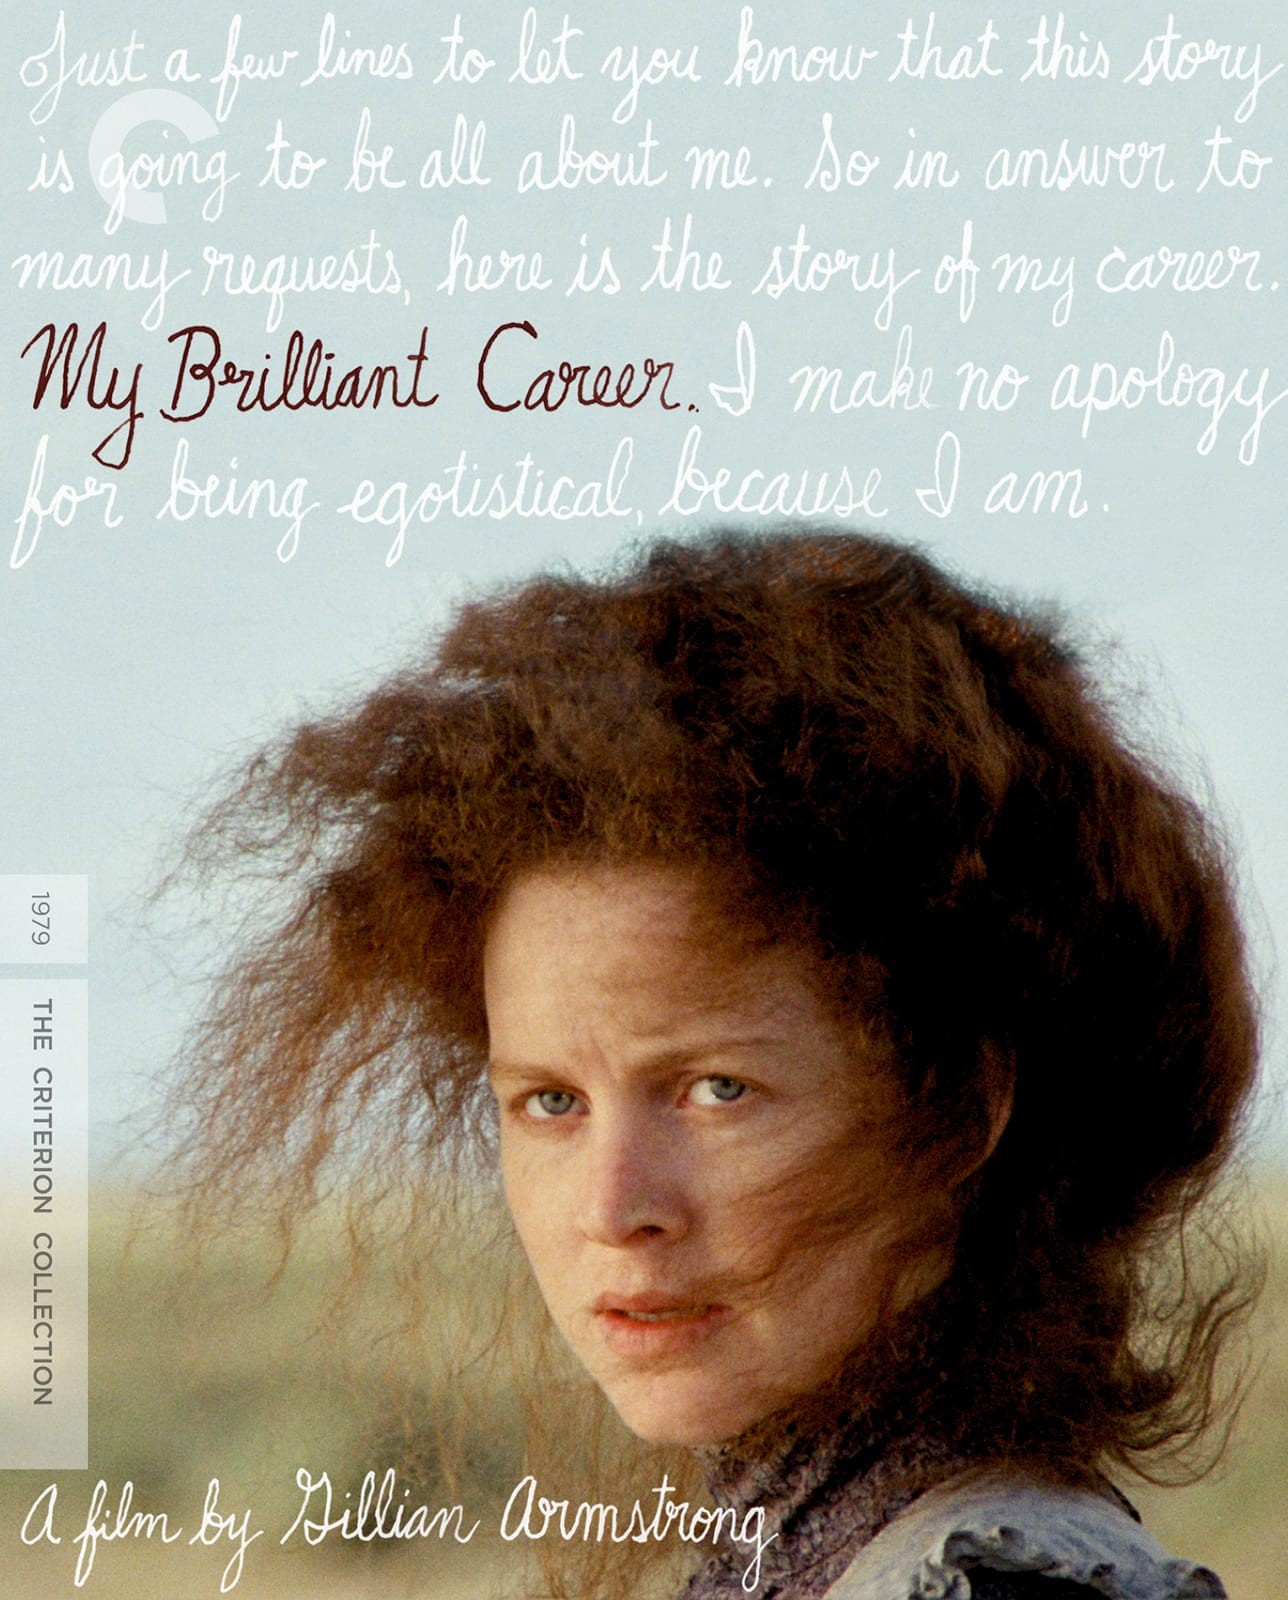 Just a few lines to let you know that this story
is going to be all about me. So in answer to
many requests, here is the story of my career.
My Brilliant Career. I make no apology
for being egotistical, because I am.
1979
THE CRITERION COLLECTION
A film by Gillian Armstrong